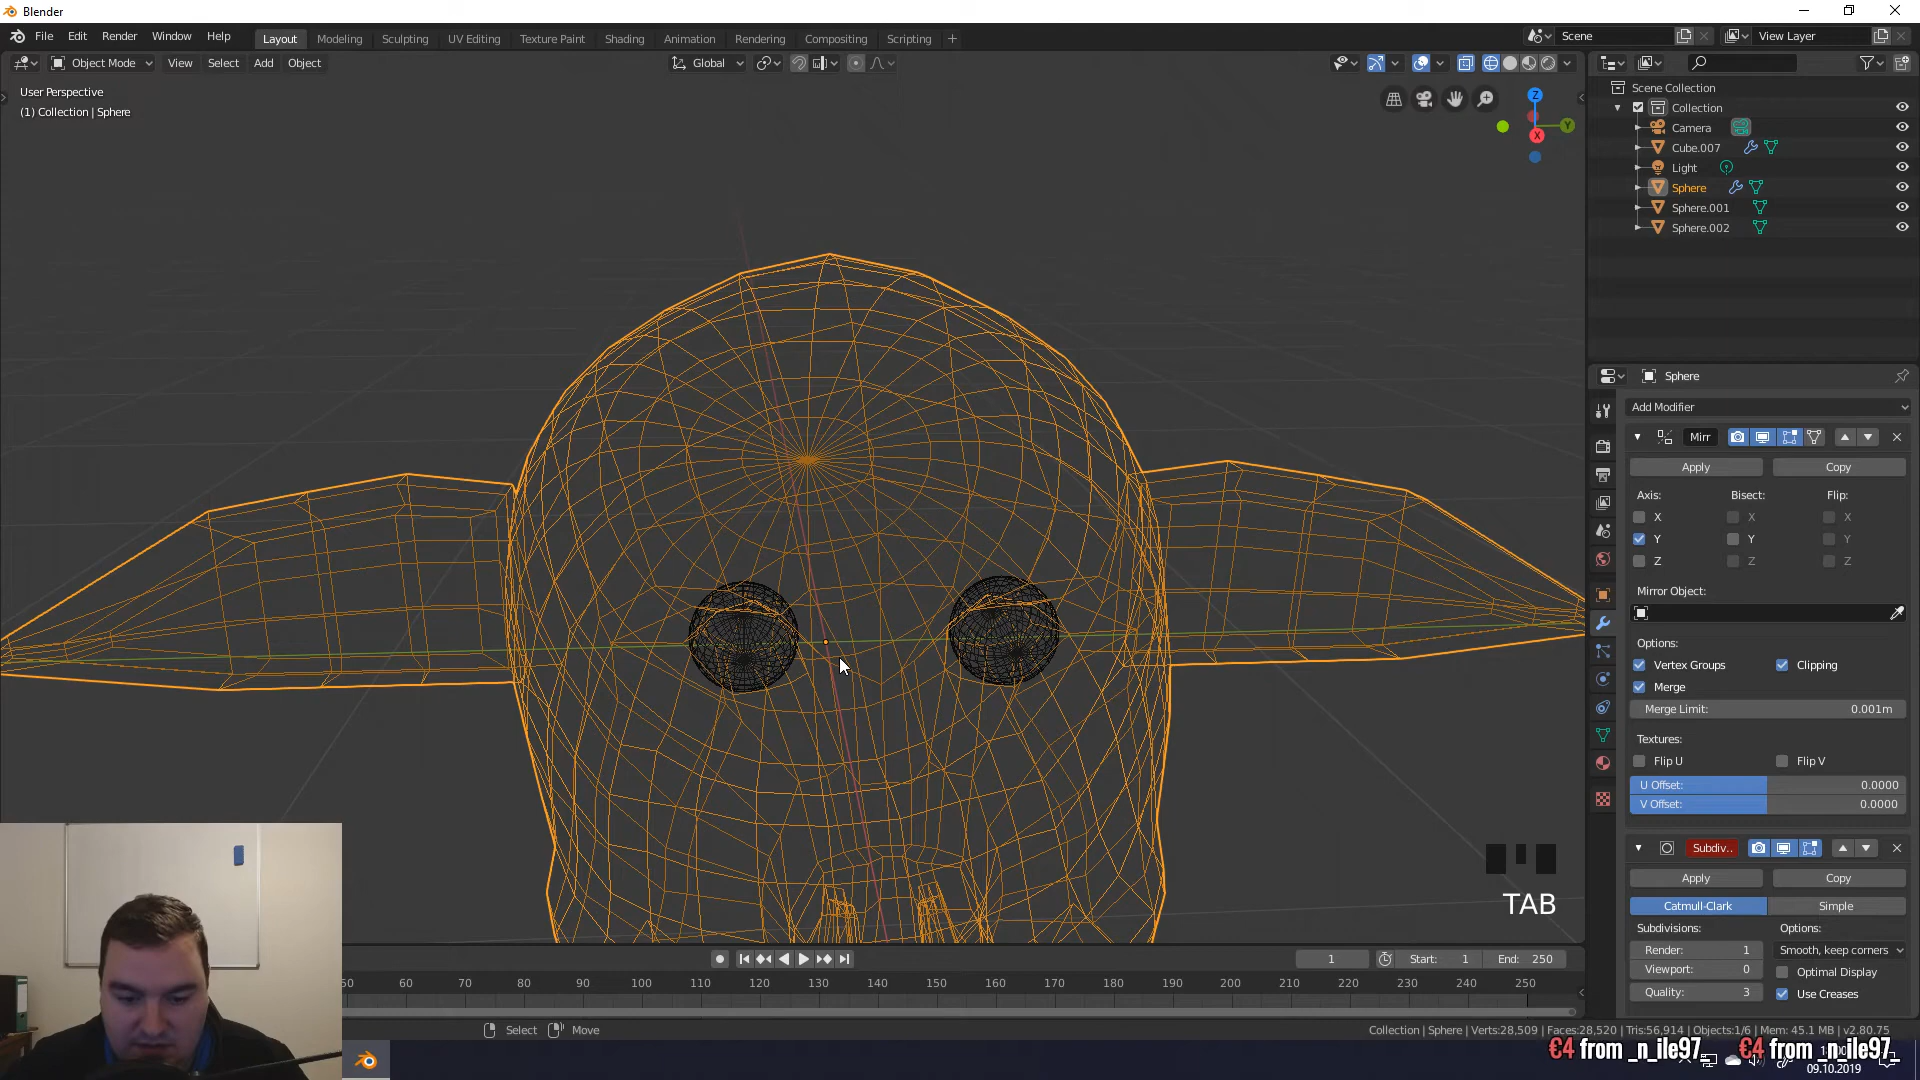 Blender
File Edit Render Window Help
Layout Modeling Sculpting UV Editing Texture Paint Shading Animation Rendering Compositing Scripting +
Scene
View Layer
Object Mode View Select Add Object
Global
User Perspective
(1) Collection | Sphere
Z
Y
X
Scene Collection
Collection
Camera
Cube.007
Light
Sphere
Sphere.001
Sphere.002
Sphere
Add Modifier
Mirr
Apply Copy
Axis: Bisect: Flip:
X X X
Y Y Y
Z Z Z
Mirror Object:
Options:
Vertex Groups Clipping
Merge
Merge Limit: 0.001m
Textures:
Flip U Flip V
U Offset: 0.0000
V Offset: 0.0000
Subdiv..
Apply Copy
Catmull-Clark Simple
Subdivisions: Options:
Render: 1 Smooth, keep corners
Viewport: 0 Optimal Display
Quality: 3 Use Creases
TAB
1 Start: 1 End: 250
50 60 70 80 90 100 110 120 130 140 150 160 170 180 190 200 210 220 230 240 250
Select Move
Collection | Sphere | Verts:28,509 | Faces:28,520 | Tris:56,914 | Objects:1/6 | Mem: 45.1 MB | v2.80.75
€4 from _n_ile97_ €4 from _n_ile97_
09.10.2019